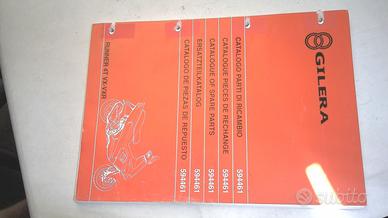 GILERA
CATALOGO PARTI DI RICAMBIO 594461
CATALOGUE PIECES DE RECHANGE 594461
CATALOGUE OF SPARE PARTS 594461
ERSATZTEILKATALOG 594461
CATALOGO DE PIEZAS DE REPUESTO 594461
RUNNER 4T VX-VXR
subito